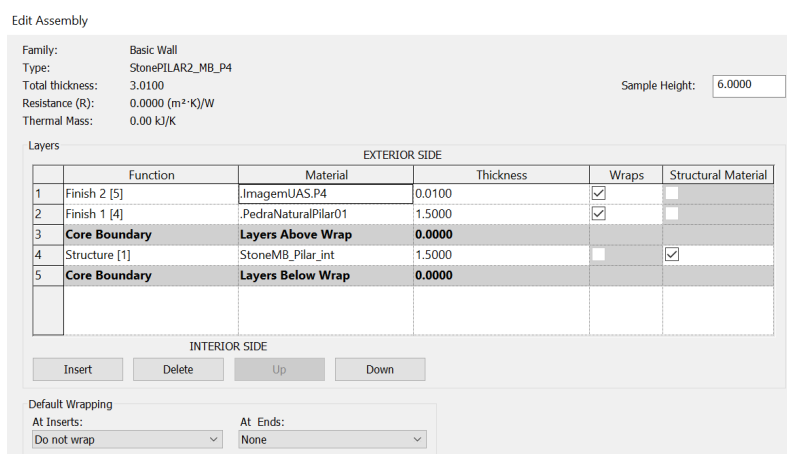 Edit Assembly
Family: Basic Wall
Type: StonePILAR2_MB_P4
Total thickness: 3.0100 Sample Height: 6.0000
Resistance (R): 0.0000 (m²·K)/W
Thermal Mass: 0.00 kJ/K
Layers
EXTERIOR SIDE
Function Material Thickness Wraps Structural Material
1 Finish 2 [5] .ImagemUAS.P4 0.0100
2 Finish 1 [4] .PedraNaturalPilar01 1.5000
3 Core Boundary Layers Above Wrap 0.0000
4 Structure [1] StoneMB_Pilar_int 1.5000
5 Core Boundary Layers Below Wrap 0.0000
INTERIOR SIDE
Insert Delete Up Down
Default Wrapping
At Inserts: At Ends:
Do not wrap None